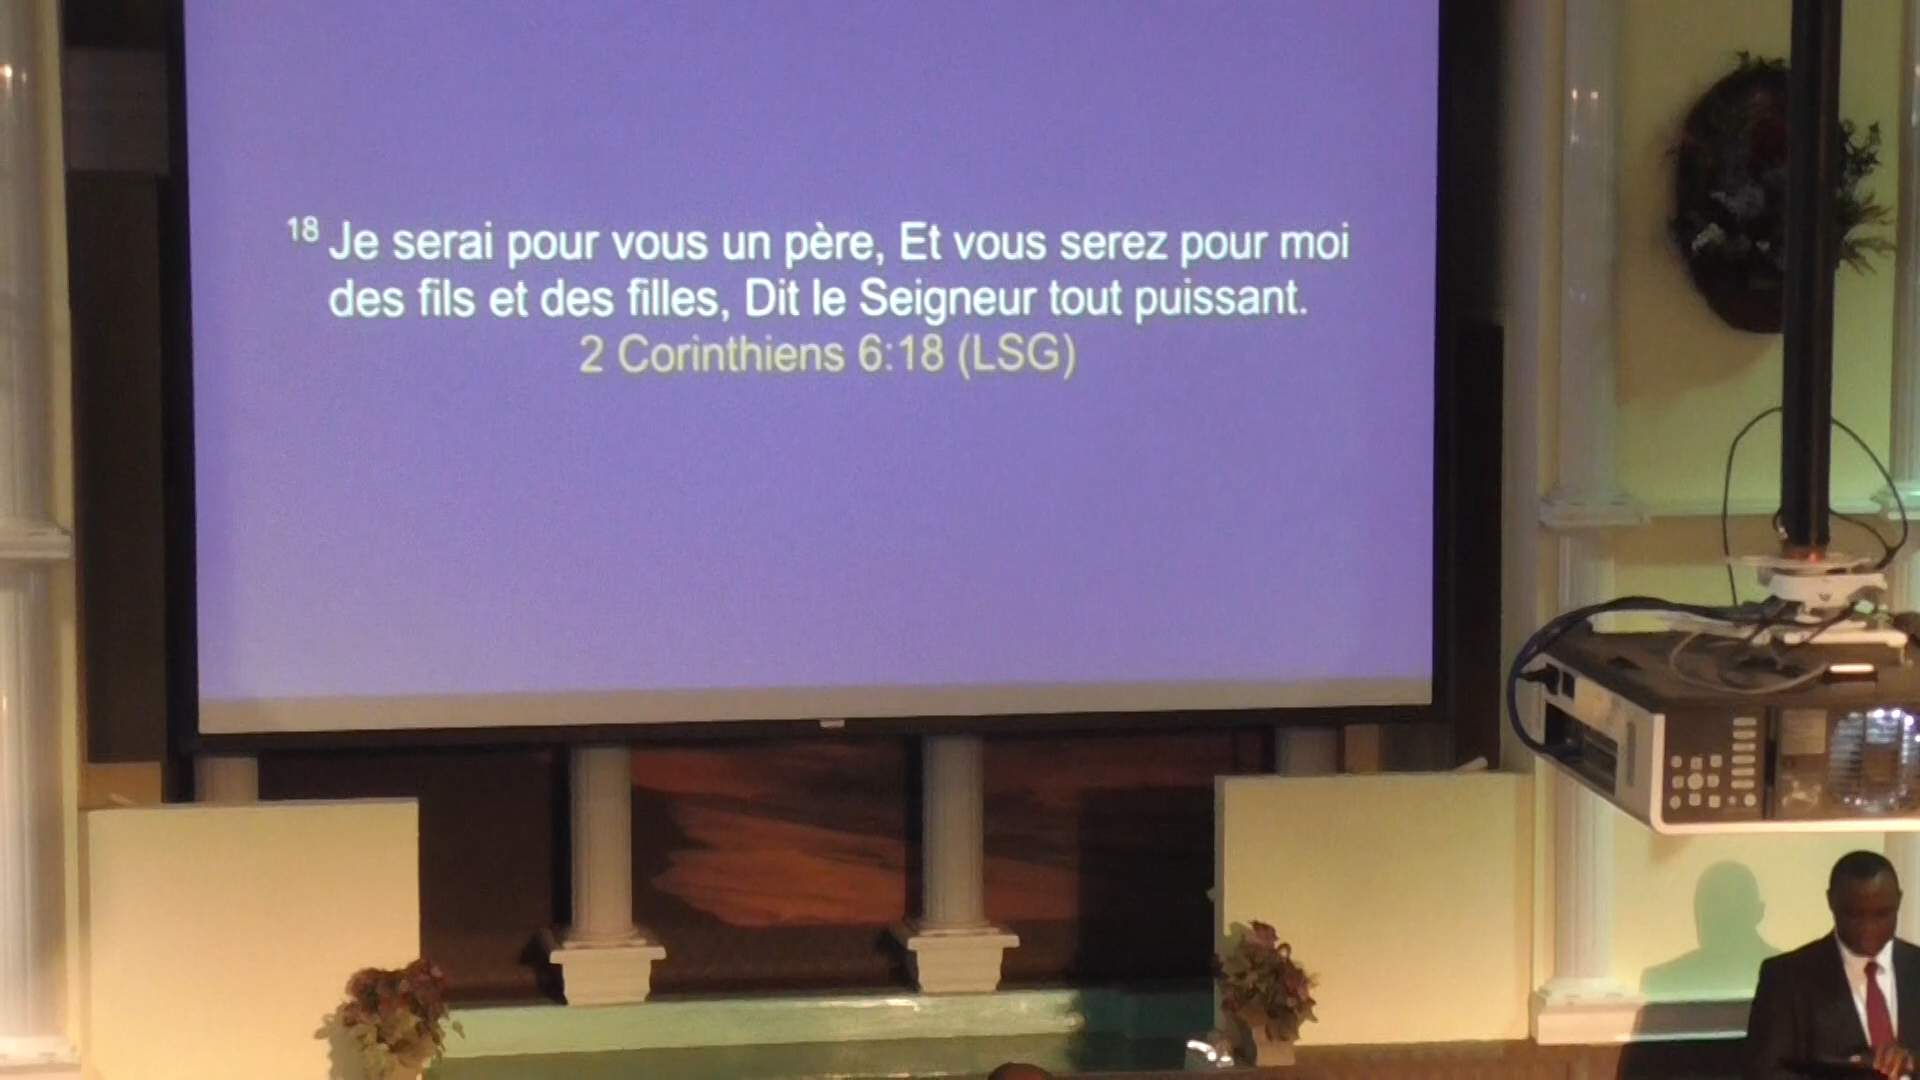 18 Je serai pour vous un père, Et vous serez pour moi
des fils et des filles, Dit le Seigneur tout puissant.
2 Corinthiens 6:18 (LSG)